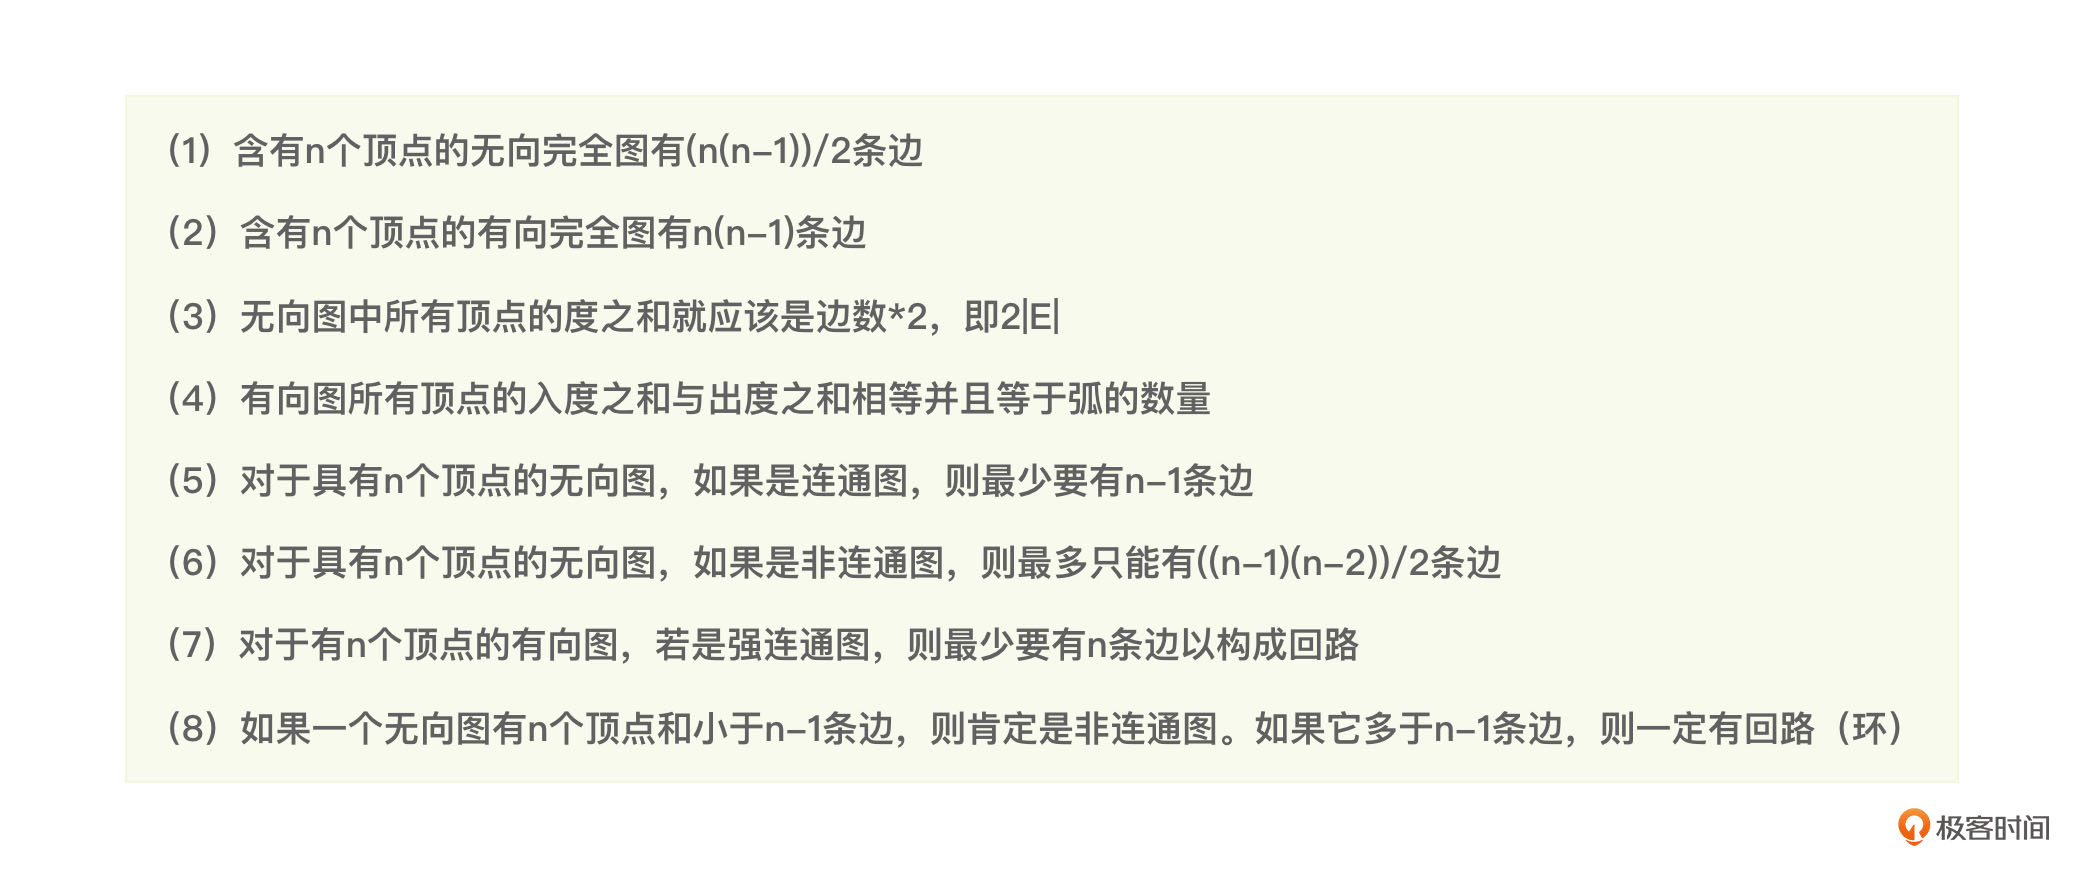 （1）含有n个顶点的无向完全图有(n(n-1))/2条边
（2）含有n个顶点的有向完全图有n(n-1)条边
（3）无向图中所有顶点的度之和就应该是边数*2，即2|E|
（4）有向图所有顶点的入度之和与出度之和相等并且等于弧的数量
（5）对于具有n个顶点的无向图，如果是连通图，则最少要有n-1条边
（6）对于具有n个顶点的无向图，如果是非连通图，则最多只能有((n-1)(n-2))/2条边
（7）对于有n个顶点的有向图，若是强连通图，则最少要有n条边以构成回路
（8）如果一个无向图有n个顶点和小于n-1条边，则肯定是非连通图。如果它多于n-1条边，则一定有回路（环）
极客时间